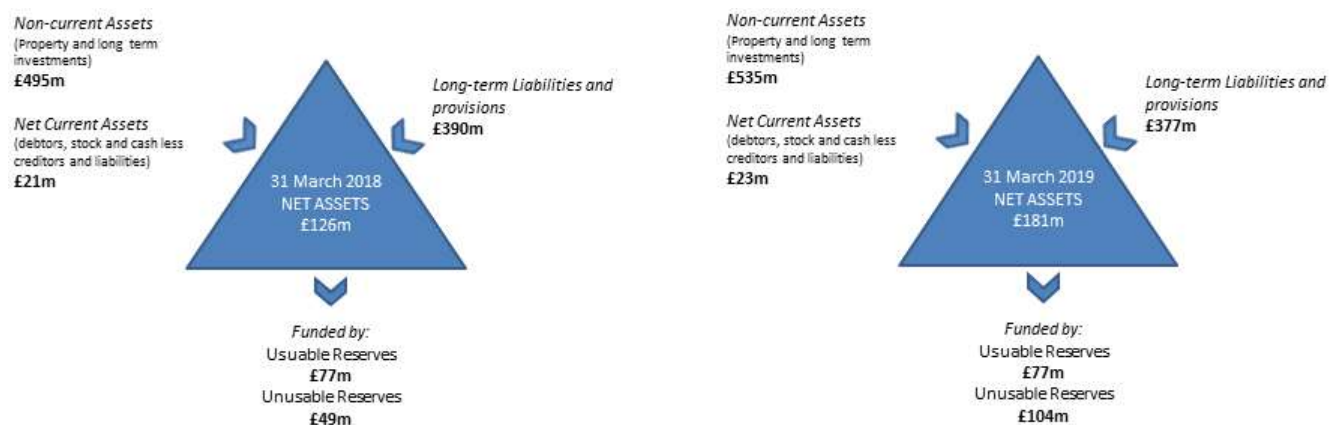 Non-current Assets
(Property and long term
investments)
£495m
Long-term Liabilities and
provisions
£390m
Net Current Assets
(debtors, stock and cash less
creditors and liabilities)
£21m
31 March 2018
NET ASSETS
£126m
Funded by:
Usuable Reserves
£77m
Unusable Reserves
£49m
Non-current Assets
(Property and long term
investments)
£535m
Long-term Liabilities and
provisions
£377m
Net Current Assets
(debtors, stock and cash less
creditors and liabilities)
£23m
31 March 2019
NET ASSETS
£181m
Funded by:
Usuable Reserves
£77m
Unusable Reserves
£104m